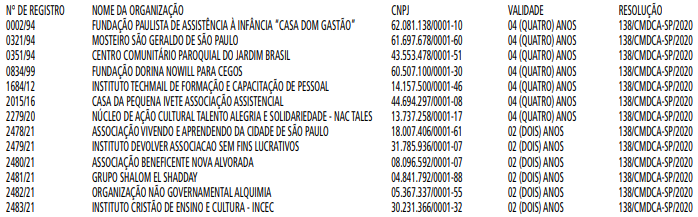 Nº DE REGISTRO NOME DA ORGANIZAÇÃO CNPJ VALIDADE RESOLUÇÃO
0002/94 FUNDAÇÃO PAULISTA DE ASSISTÊNCIA À INFÂNCIA “CASA DOM GASTÃO” 62.081.138/0001-10 04 (QUATRO) ANOS 138/CMDCA-SP/2020
0321/94 MOSTEIRO SÃO GERALDO DE SÃO PAULO 61.697.678/0001-60 04 (QUATRO) ANOS 138/CMDCA-SP/2020
0351/94 CENTRO COMUNITÁRIO PAROQUIAL DO JARDIM BRASIL 43.553.478/0001-51 04 (QUATRO) ANOS 138/CMDCA-SP/2020
0834/99 FUNDAÇÃO DORINA NOWILL PARA CEGOS 60.507.100/0001-30 04 (QUATRO) ANOS 138/CMDCA-SP/2020
1684/12 INSTITUTO TECHMAIL DE FORMAÇÃO E CAPACITAÇÃO DE PESSOAL 14.157.500/0001-46 04 (QUATRO) ANOS 138/CMDCA-SP/2020
2015/16 CASA DA PEQUENA IVETE ASSOCIAÇÃO ASSISTENCIAL 44.694.297/0001-08 04 (QUATRO) ANOS 138/CMDCA-SP/2020
2279/20 NÚCLEO DE AÇÃO CULTURAL TALENTO ALEGRIA E SOLIDARIEDADE - NAC TALES 13.737.258/0001-17 04 (QUATRO) ANOS 138/CMDCA-SP/2020
2478/21 ASSOCIAÇÃO VIVENDO E APRENDENDO DA CIDADE DE SÃO PAULO 18.007.406/0001-61 02 (DOIS) ANOS 138/CMDCA-SP/2020
2479/21 INSTITUTO DEVOLVER ASSOCIACAO SEM FINS LUCRATIVOS 31.785.936/0001-07 02 (DOIS) ANOS 138/CMDCA-SP/2020
2480/21 ASSOCIAÇÃO BENEFICENTE NOVA ALVORADA 08.096.592/0001-07 02 (DOIS) ANOS 138/CMDCA-SP/2020
2481/21 GRUPO SHALOM EL SHADDAY 04.841.792/0001-88 02 (DOIS) ANOS 138/CMDCA-SP/2020
2482/21 ORGANIZAÇÃO NÃO GOVERNAMENTAL ALQUIMIA 05.367.337/0001-55 02 (DOIS) ANOS 138/CMDCA-SP/2020
2483/21 INSTITUTO CRISTÃO DE ENSINO E CULTURA - INCEC 30.231.366/0001-32 02 (DOIS) ANOS 138/CMDCA-SP/2020